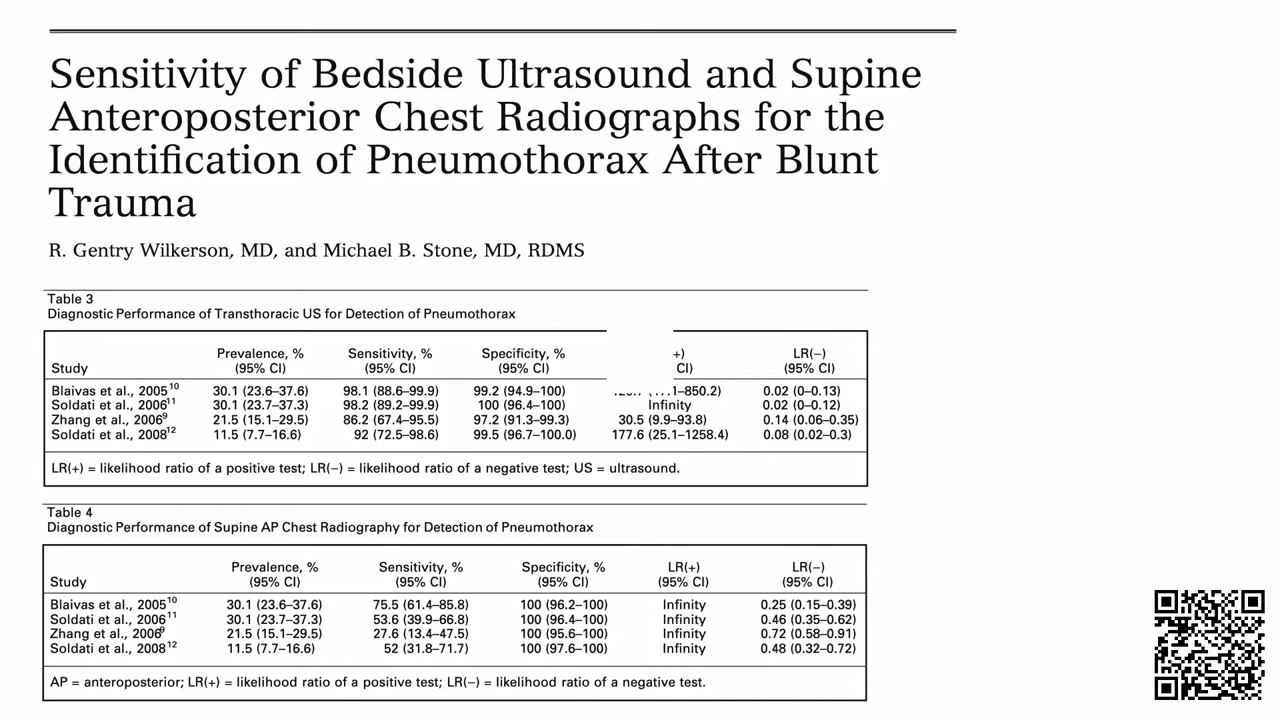 Sensitivity of Bedside Ultrasound and Supine
Anteroposterior Chest Radiographs for the
Identification of Pneumothorax After Blunt
Trauma
R. Gentry Wilkerson, MD, and Michael B. Stone, MD, RDMS
Table 3
Diagnostic Performance of Transthoracic US for Detection of Pneumothorax
Prevalence, % Sensitivity, % Specificity, % +) LR(−)
Study (95% CI) (95% CI) (95% CI) CI) (95% CI)
Blaivas et al., 2005¹⁰ 30.1 (23.6–37.6) 98.1 (88.6–99.9) 99.2 (94.9–100) 1–850.2) 0.02 (0–0.13)
Soldati et al., 2006¹¹ 30.1 (23.7–37.3) 98.2 (89.2–99.9) 100 (96.4–100) Infinity 0.02 (0–0.12)
Zhang et al., 2006⁹ 21.5 (15.1–29.5) 86.2 (67.4–95.5) 97.2 (91.3–99.3) 30.5 (9.9–93.8) 0.14 (0.06–0.35)
Soldati et al., 2008¹² 11.5 (7.7–16.6) 92 (72.5–98.6) 99.5 (96.7–100.0) 177.6 (25.1–1258.4) 0.08 (0.02–0.3)
LR(+) = likelihood ratio of a positive test; LR(−) = likelihood ratio of a negative test; US = ultrasound.
Table 4
Diagnostic Performance of Supine AP Chest Radiography for Detection of Pneumothorax
Prevalence, % Sensitivity, % Specificity, % LR(+) LR(−)
Study (95% CI) (95% CI) (95% CI) (95% CI) (95% CI)
Blaivas et al., 2005¹⁰ 30.1 (23.6–37.6) 75.5 (61.4–85.8) 100 (96.2–100) Infinity 0.25 (0.15–0.39)
Soldati et al., 2006¹¹ 30.1 (23.7–37.3) 53.6 (39.9–66.8) 100 (96.4–100) Infinity 0.46 (0.35–0.62)
Zhang et al., 2006⁹ 21.5 (15.1–29.5) 27.6 (13.4–47.5) 100 (95.6–100) Infinity 0.72 (0.58–0.91)
Soldati et al., 2008¹² 11.5 (7.7–16.6) 52 (31.8–71.7) 100 (97.6–100) Infinity 0.48 (0.32–0.72)
AP = anteroposterior; LR(+) = likelihood ratio of a positive test; LR(−) = likelihood ratio of a negative test.